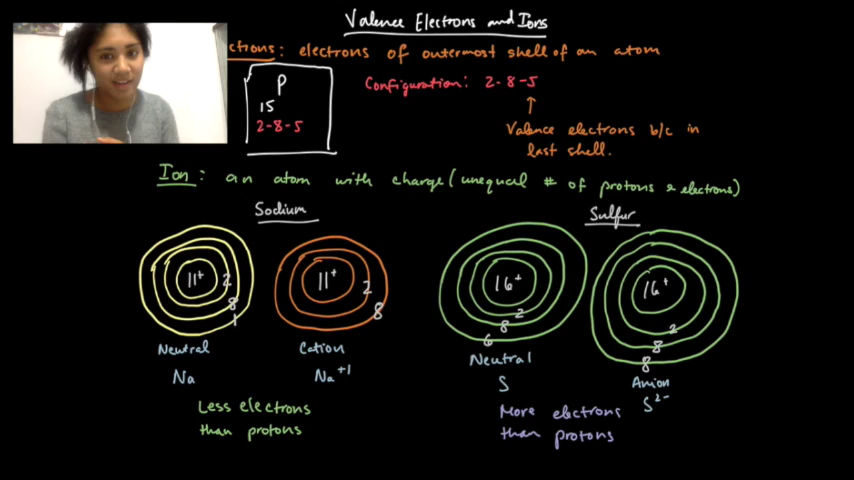 Valence Electrons and Ions
ctrons: electrons of outermost shell of an atom
P
15
2-8-5
Configuration: 2-8-5
↑
Valence electrons b/c in
last shell.
Ion: an atom with charge (unequal # of protons & electrons)
Sodium
11+
2
8
1
Neutral
Na
11+
2
8
Cation
Na+1
Less electrons
than protons
Sulfur
16+
2
8
6
Neutral
S
16+
2
8
8
Anion
S2-
More electrons
than protons